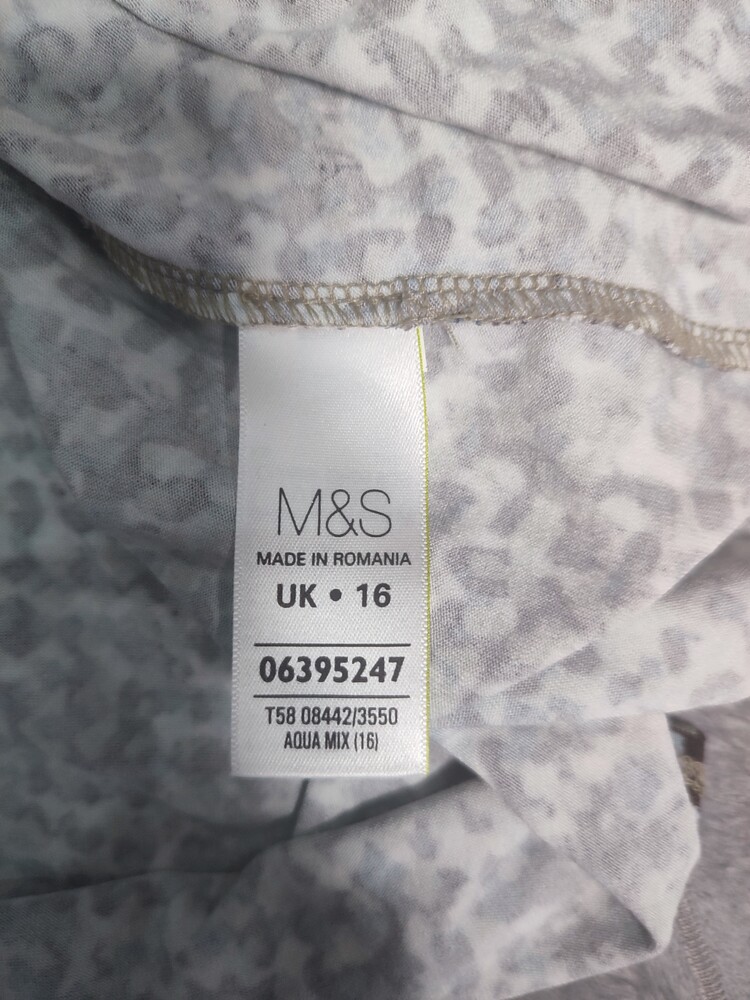 M&S
MADE IN ROMANIA
UK • 16
06395247
T58 08442/3550
AQUA MIX (16)